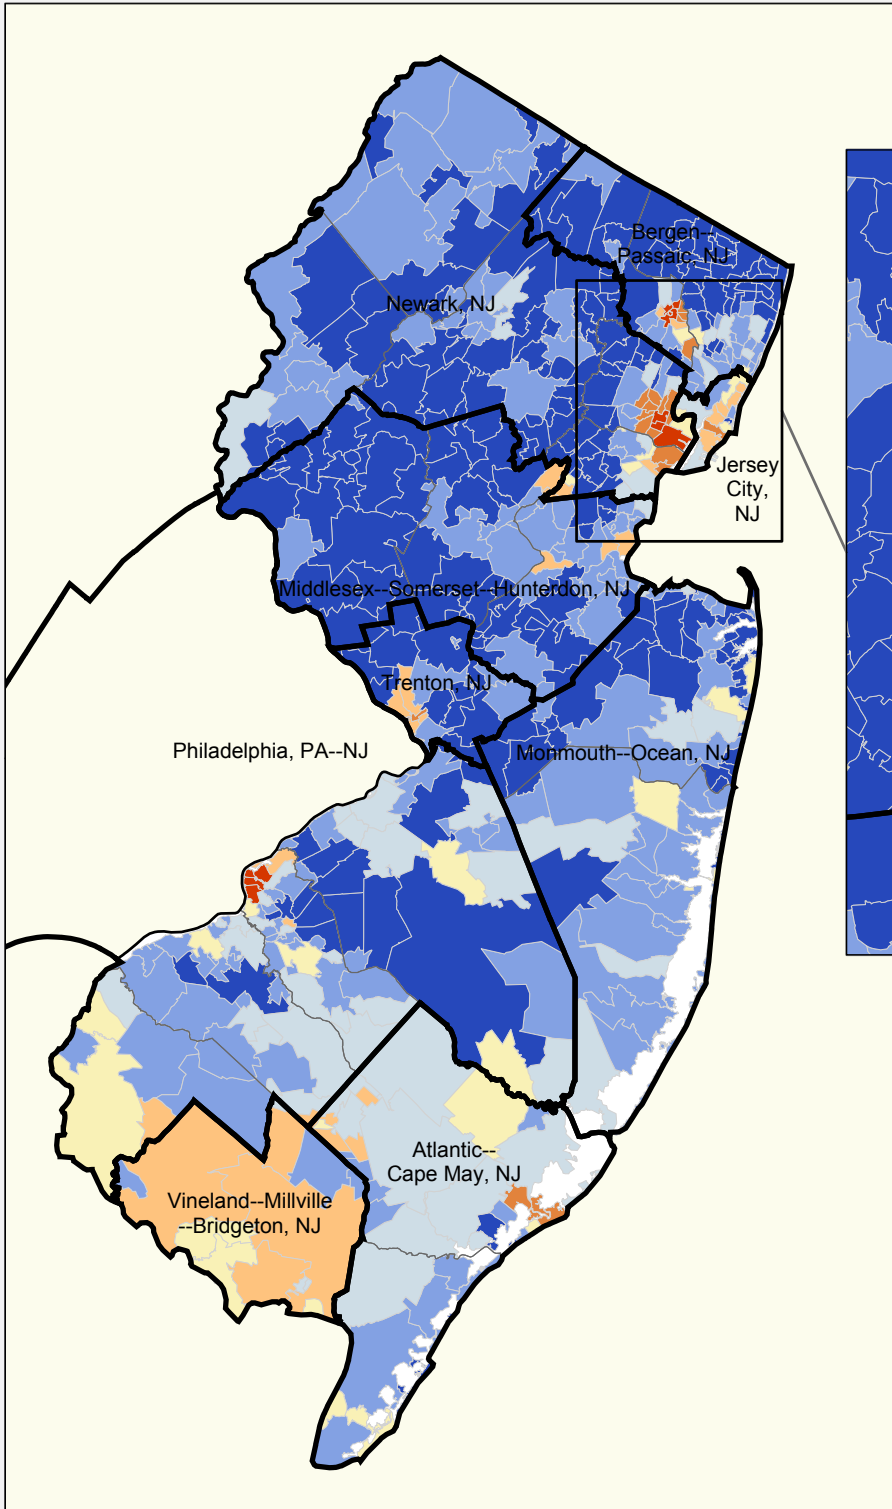 Bergen--
Passaic, NJ
Newark, NJ
Jersey
City,
NJ
Middlesex--Somerset--Hunterdon, NJ
Trenton, NJ
Philadelphia, PA--NJ
Monmouth--Ocean, NJ
Atlantic--
Cape May, NJ
Vineland--Millville
--Bridgeton, NJ